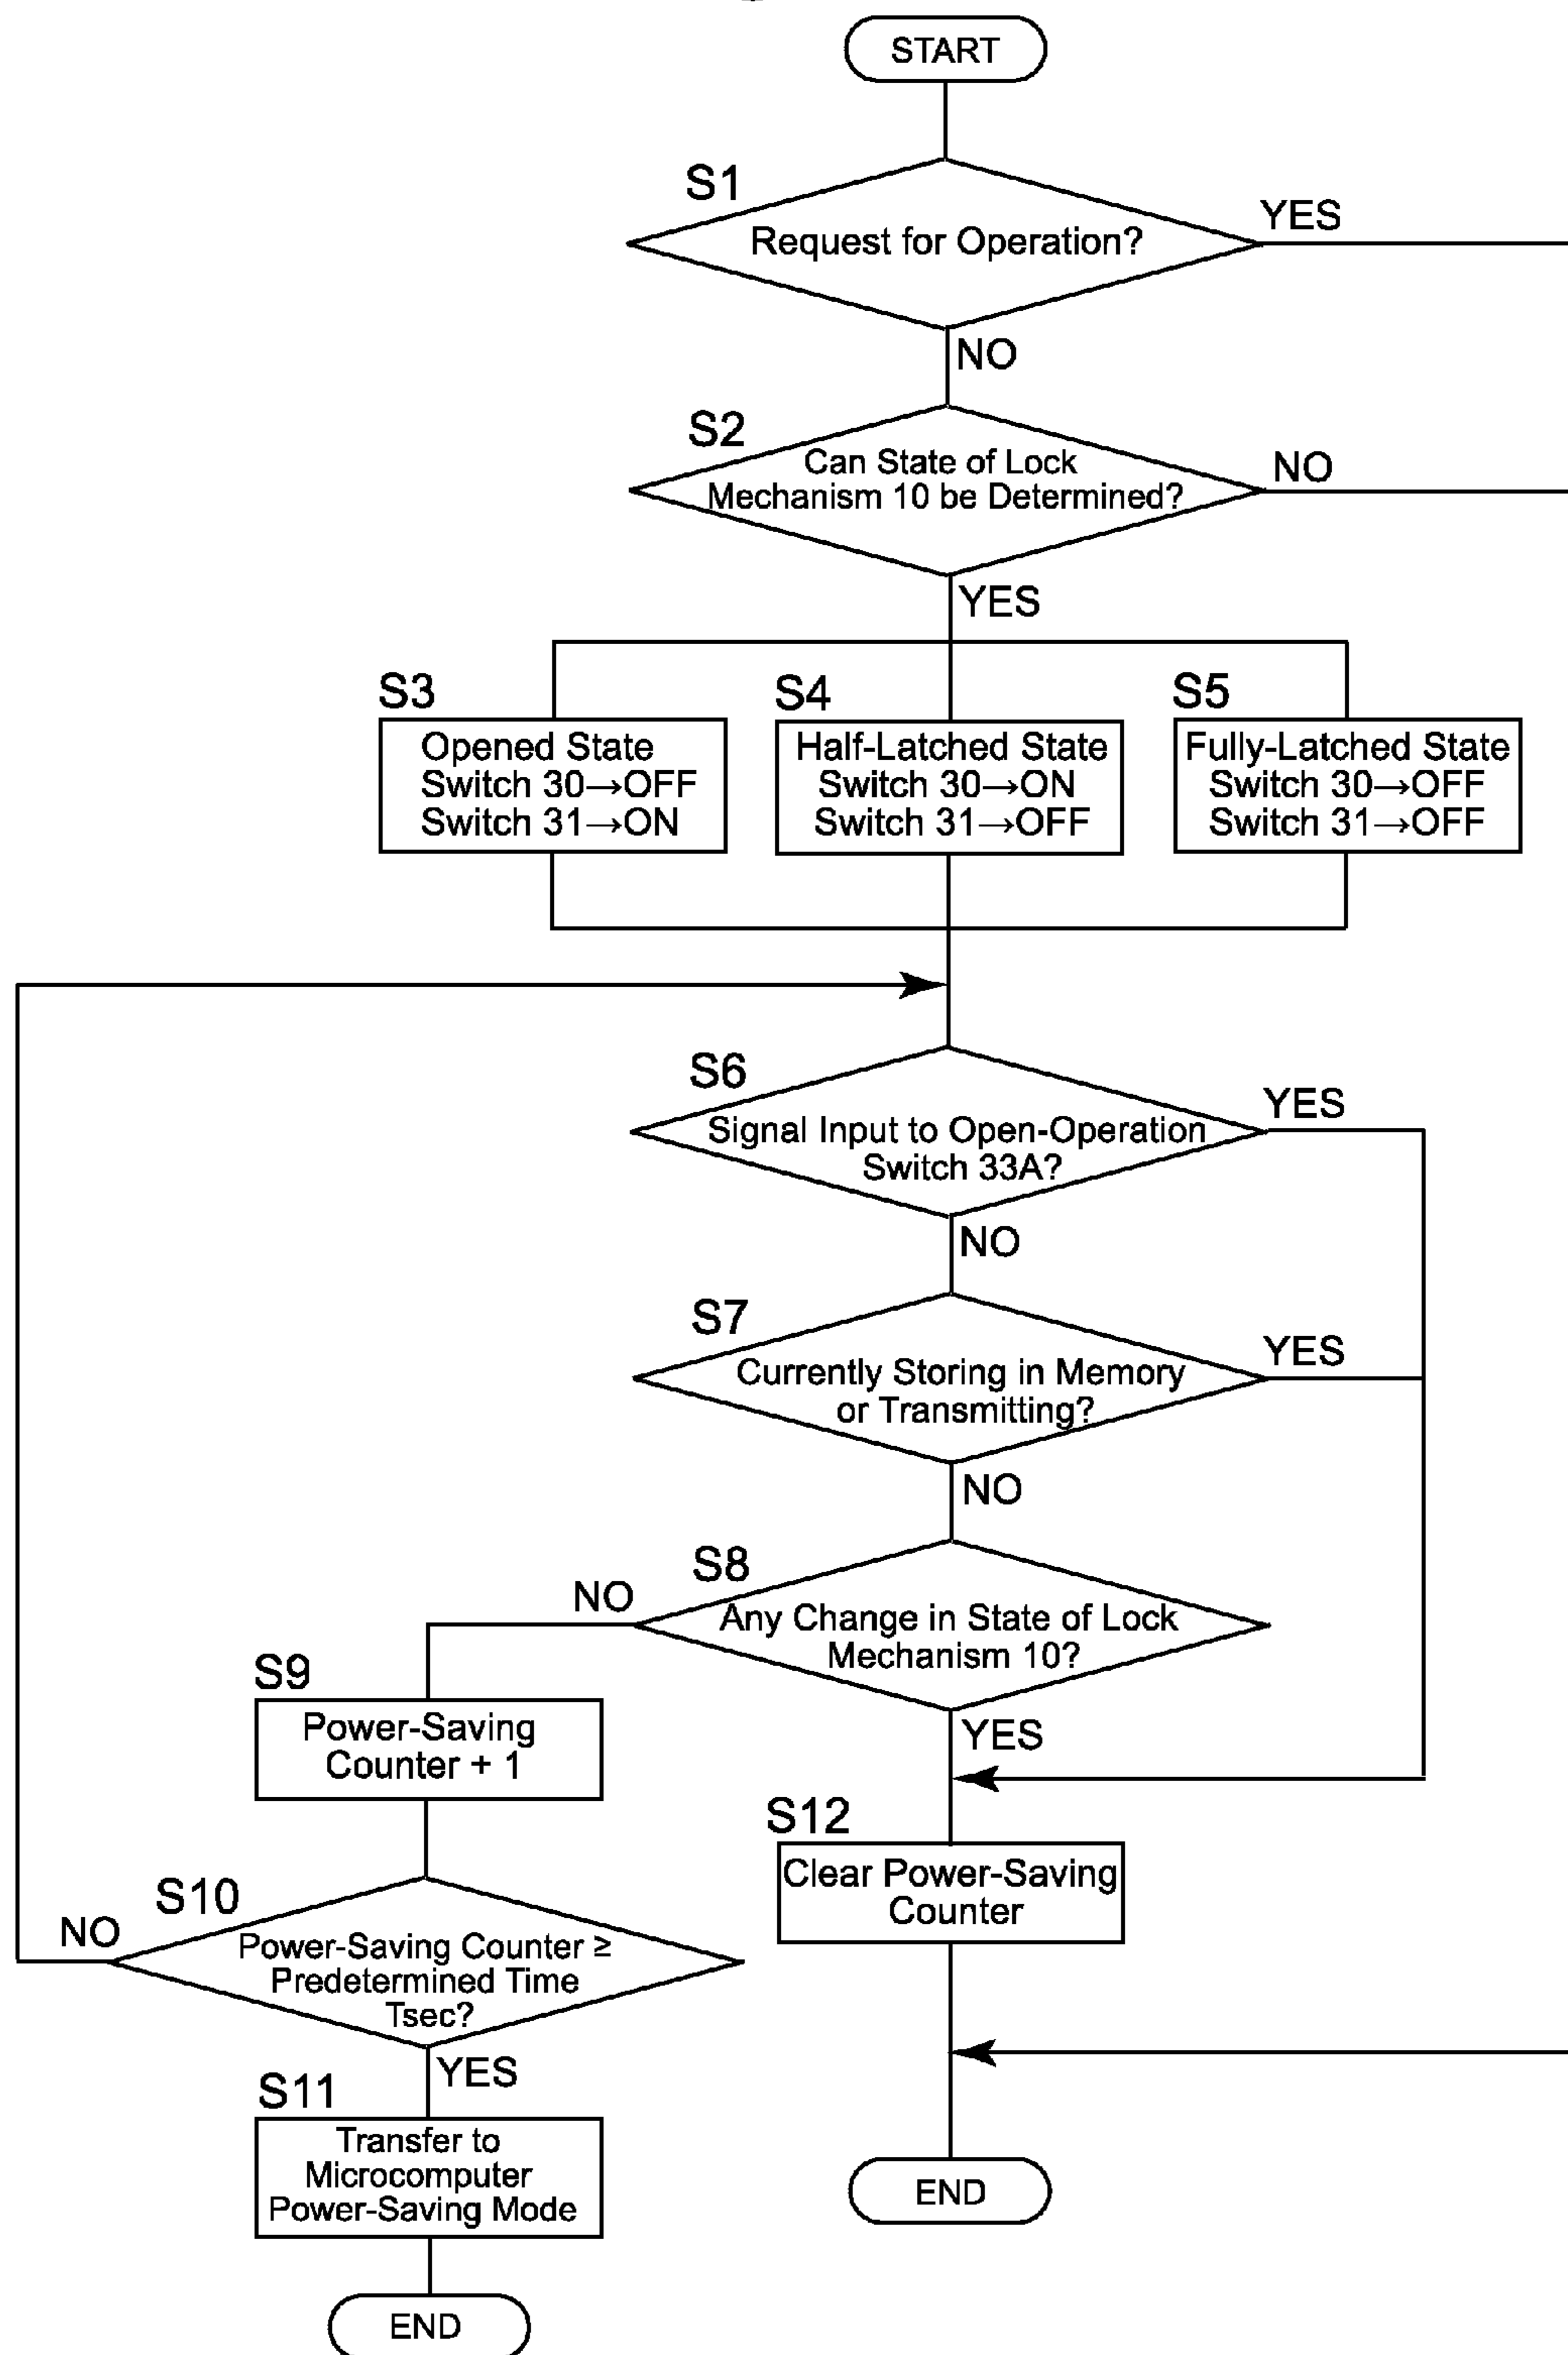 START
S1
Request for Operation?
YES
NO
S2
Can State of Lock
Mechanism 10 be Determined?
NO
YES
S3
Opened State
Switch 30→OFF
Switch 31→ON
S4
Half-Latched State
Switch 30→ON
Switch 31→OFF
S5
Fully-Latched State
Switch 30→OFF
Switch 31→OFF
S6
Signal Input to Open-Operation
Switch 33A?
YES
NO
S7
Currently Storing in Memory
or Transmitting?
YES
NO
S8
Any Change in State of Lock
Mechanism 10?
NO
YES
S9
Power-Saving
Counter + 1
S10
Power-Saving Counter ≥
Predetermined Time
Tsec?
NO
YES
S11
Transfer to
Microcomputer
Power-Saving Mode
END
S12
Clear Power-Saving
Counter
END